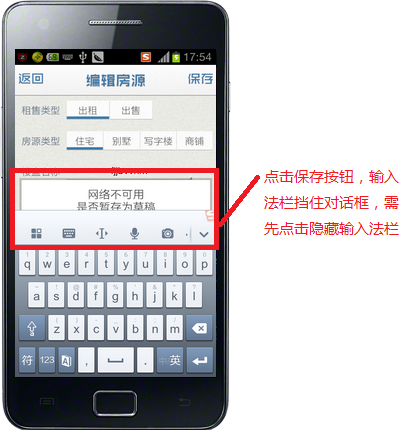 17:54
返回 编辑房源 保存
租售类型 出租 出售
房源类型 住宅 别墅 写字楼 商铺
网络不可用
是否暂存为草稿
点击保存按钮，输入
法栏挡住对话框，需
先点击隐藏输入法栏
q w e r t y u i o p
a s d f g h j k l
z x c v b n m
符 123 , . 中英